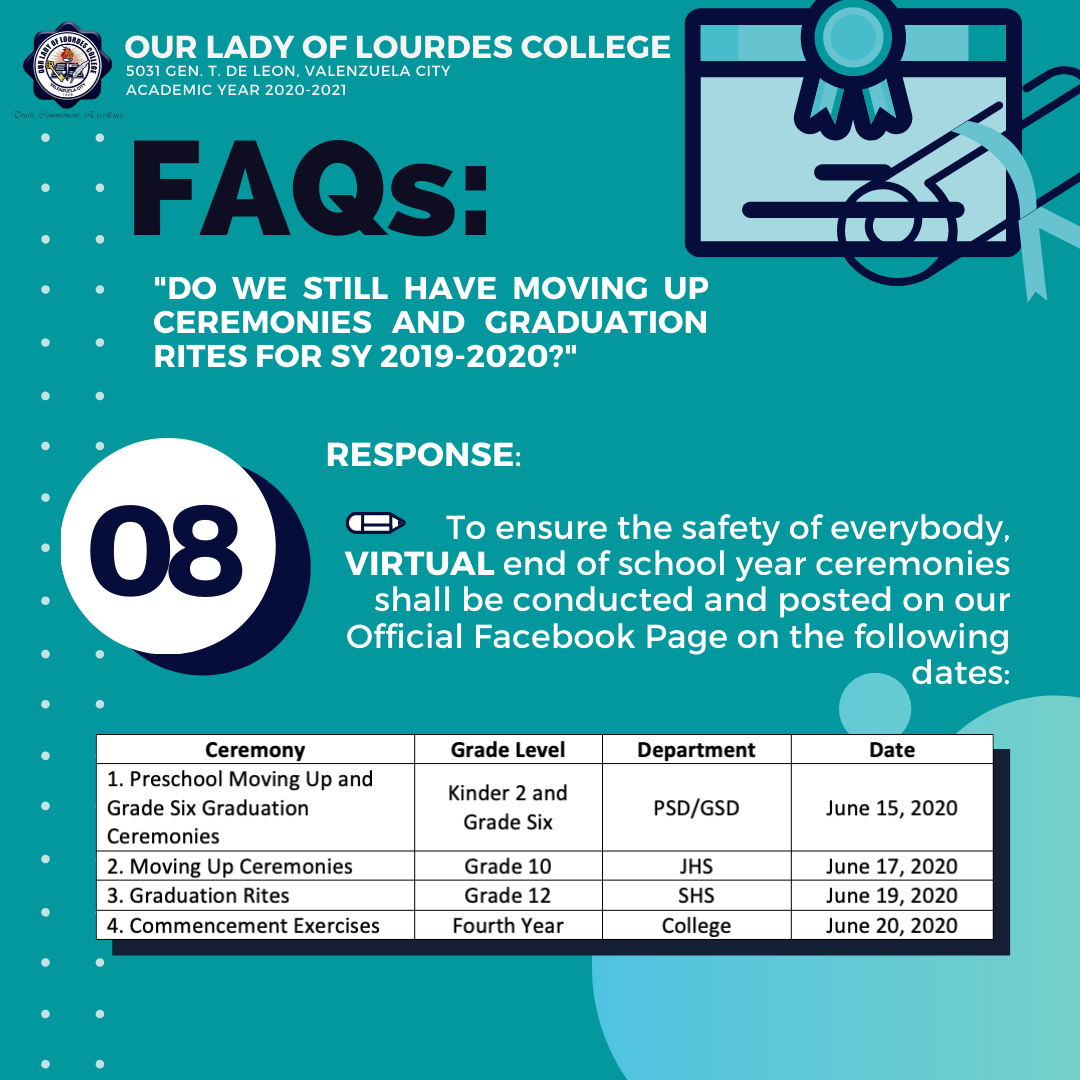 OUR LADY OF LOURDES COLLEGE
VALENZUELA CITY
OUR LADY OF LOURDES COLLEGE
5031 GEN. T. DE LEON, VALENZUELA CITY
ACADEMIC YEAR 2020-2021
FAQs:
"DO WE STILL HAVE MOVING UP
CEREMONIES AND GRADUATION
RITES FOR SY 2019-2020?"
08
RESPONSE:
To ensure the safety of everybody,
VIRTUAL end of school year ceremonies
shall be conducted and posted on our
Official Facebook Page on the following
dates:
Ceremony Grade Level Department Date
1. Preschool Moving Up and
Grade Six Graduation
Ceremonies
Kinder 2 and
Grade Six
PSD/GSD
June 15, 2020
2. Moving Up Ceremonies Grade 10 JHS June 17, 2020
3. Graduation Rites Grade 12 SHS June 19, 2020
4. Commencement Exercises Fourth Year College June 20, 2020